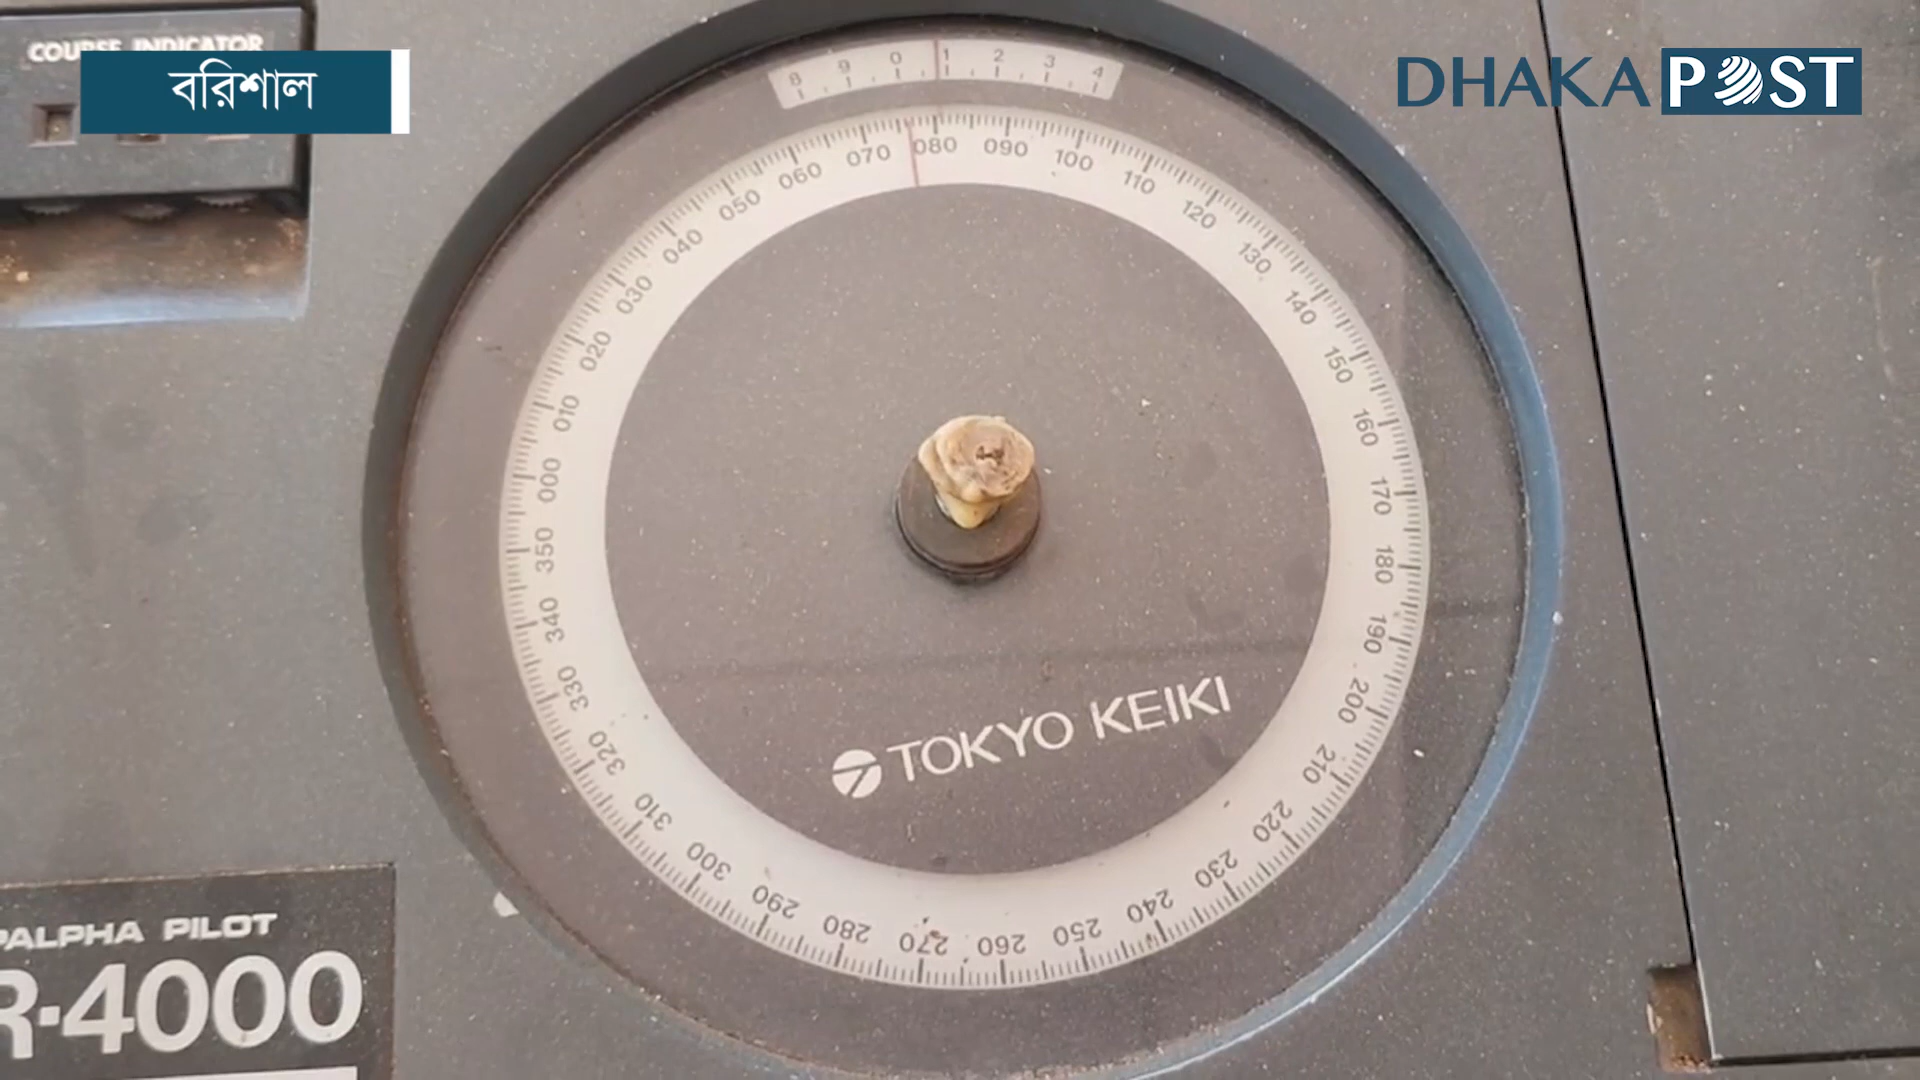 COURSE INDICATOR
বরিশাল
DHAKA POST
8 9 0 1 2 3 4
000 010 020 030 040 050 060 070 080 090 100 110 120 130 140 150 160 170 180 190 200 210 220 230 240 250 260 270 280 290 300 310 320 330 340 350
TOKYO KEIKI
PALPHA PILOT
R-4000